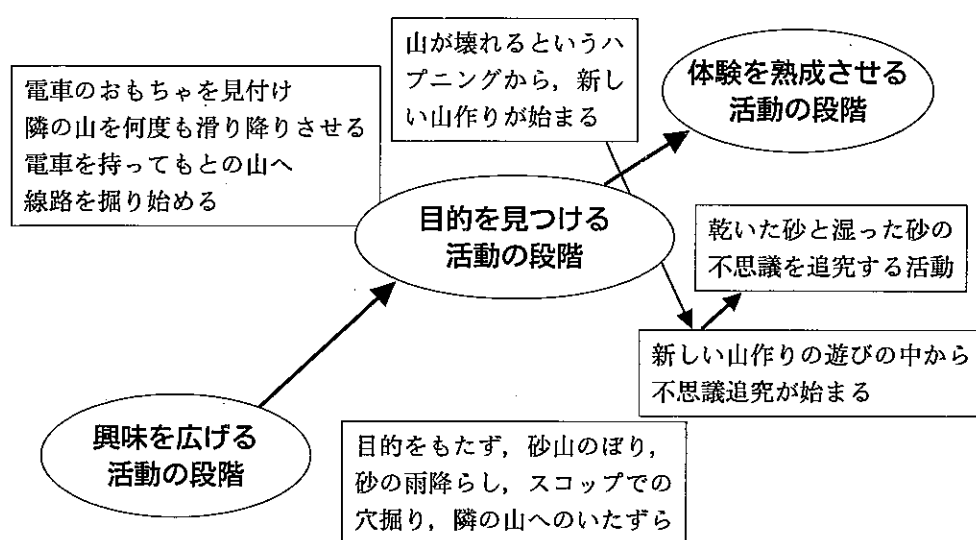 山が壊れるというハ
プニングから，新し
い山作りが始まる
体験を熟成させる
活動の段階
電車のおもちゃを見付け
隣の山を何度も滑り降りさせる
電車を持ってもとの山へ
線路を掘り始める
目的を見つける
活動の段階
乾いた砂と湿った砂の
不思議を追究する活動
新しい山作りの遊びの中から
不思議追究が始まる
興味を広げる
活動の段階
目的をもたず，砂山のぼり，
砂の雨降らし，スコップでの
穴掘り，隣の山へのいたずら